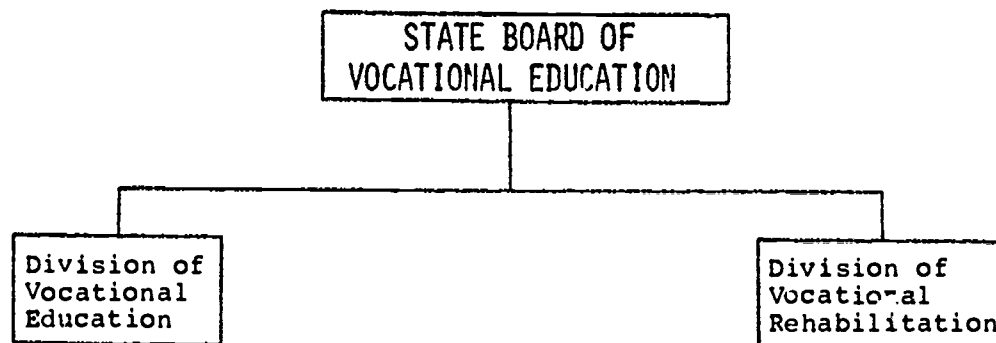 STATE BOARD OF
VOCATIONAL EDUCATION
Division of
Vocational
Education
Division of
Vocational
Rehabilitation